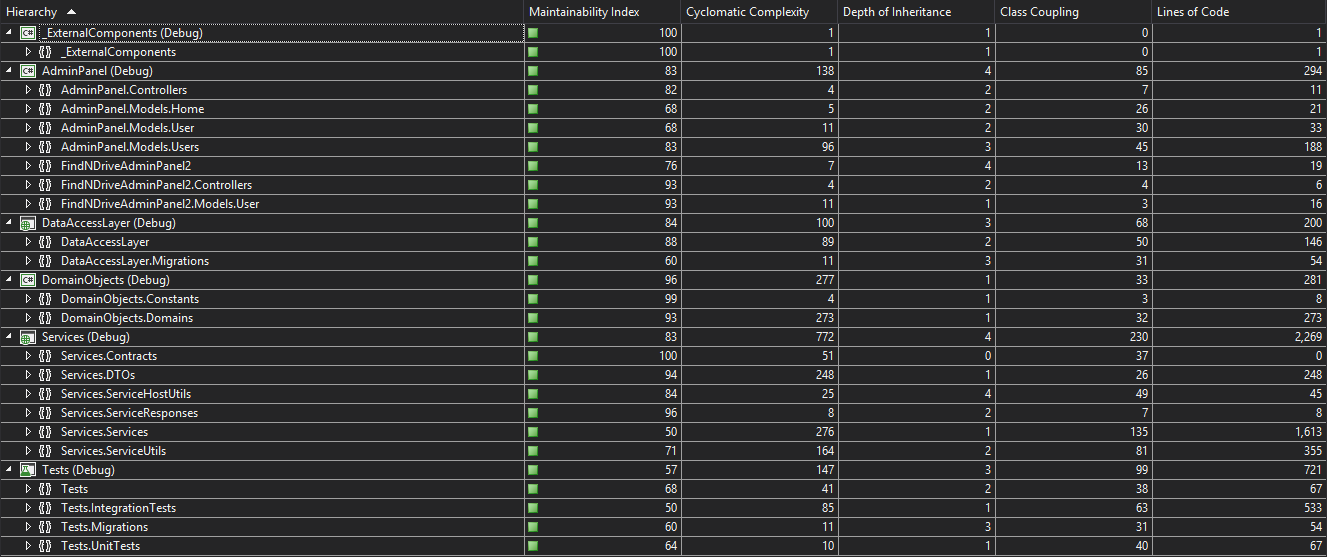 Hierarchy Maintainability Index Cyclomatic Complexity Depth of Inheritance Class Coupling Lines of Code
C# _ExternalComponents (Debug) 100 1 1 0 1
{} _ExternalComponents 100 1 1 0 1
C# AdminPanel (Debug) 83 138 4 85 294
{} AdminPanel.Controllers 82 4 2 7 11
{} AdminPanel.Models.Home 68 5 2 26 21
{} AdminPanel.Models.User 68 11 2 30 33
{} AdminPanel.Models.Users 83 96 3 45 188
{} FindNDriveAdminPanel2 76 7 4 13 19
{} FindNDriveAdminPanel2.Controllers 93 4 2 4 6
{} FindNDriveAdminPanel2.Models.User 93 11 1 3 16
DataAccessLayer (Debug) 84 100 3 68 200
{} DataAccessLayer 88 89 2 50 146
{} DataAccessLayer.Migrations 60 11 3 31 54
C# DomainObjects (Debug) 96 277 1 33 281
{} DomainObjects.Constants 99 4 1 3 8
{} DomainObjects.Domains 93 273 1 32 273
Services (Debug) 83 772 4 230 2,269
{} Services.Contracts 100 51 0 37 0
{} Services.DTOs 94 248 1 26 248
{} Services.ServiceHostUtils 84 25 4 49 45
{} Services.ServiceResponses 96 8 2 7 8
{} Services.Services 50 276 1 135 1,613
{} Services.ServiceUtils 71 164 2 81 355
Tests (Debug) 57 147 3 99 721
{} Tests 68 41 2 38 67
{} Tests.IntegrationTests 50 85 1 63 533
{} Tests.Migrations 60 11 3 31 54
{} Tests.UnitTests 64 10 1 40 67